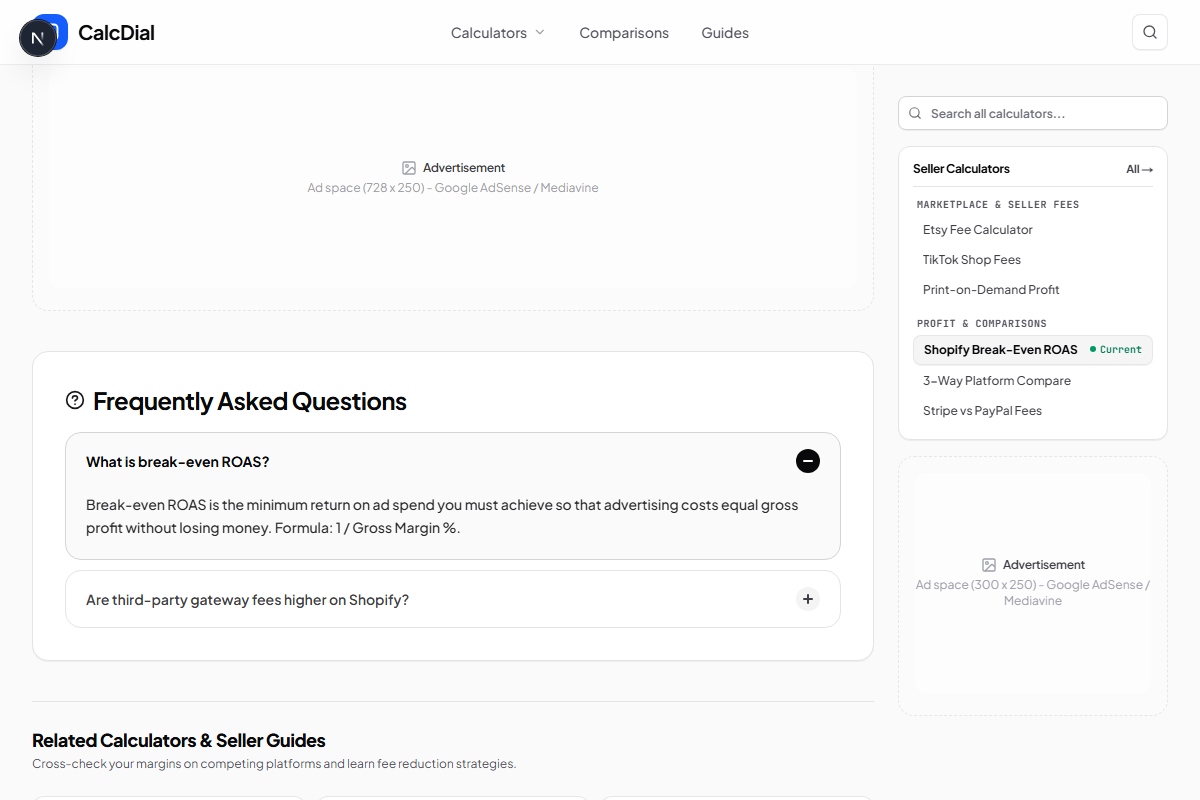 N
CalcDial
Calculators
Comparisons
Guides
Advertisement
Ad space (728 x 250) - Google AdSense / Mediavine
Frequently Asked Questions
What is break-even ROAS?
Break-even ROAS is the minimum return on ad spend you must achieve so that advertising costs equal gross
profit without losing money. Formula: 1 / Gross Margin %.
Are third-party gateway fees higher on Shopify?
Related Calculators & Seller Guides
Cross-check your margins on competing platforms and learn fee reduction strategies.
Search all calculators...
Seller Calculators
All→
MARKETPLACE & SELLER FEES
Etsy Fee Calculator
TikTok Shop Fees
Print-on-Demand Profit
PROFIT & COMPARISONS
Shopify Break-Even ROAS
Current
3-Way Platform Compare
Stripe vs PayPal Fees
Advertisement
Ad space (300 x 250) - Google AdSense /
Mediavine